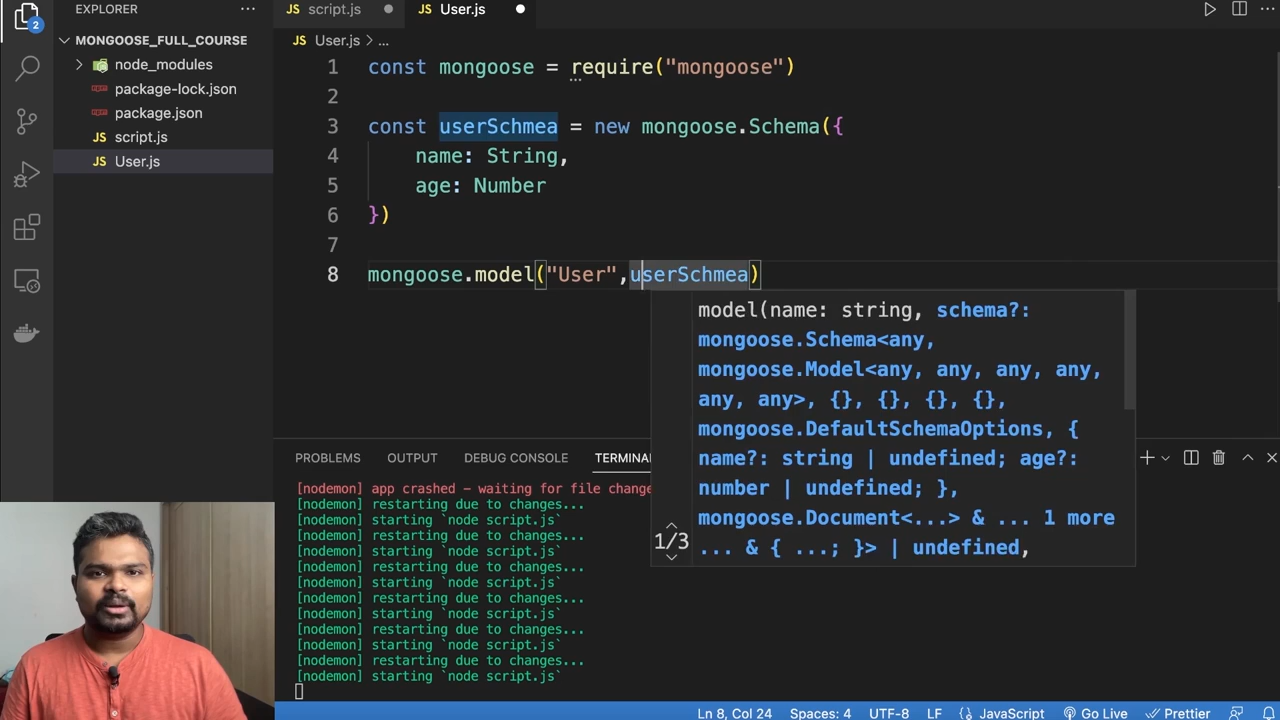 EXPLORER
script.js
User.js
2
MONGOOSE_FULL_COURSE
node_modules
package-lock.json
package.json
JS script.js
JS User.js
JS User.js > ...
1 const mongoose = require("mongoose")
2
3 const userSchmea = new mongoose.Schema({
4 name: String,
5 age: Number
6 })
7
8 mongoose.model("User",userSchmea)
model(name: string, schema?:
mongoose.Schema<any,
mongoose.Model<any, any, any, any,
any, any>, {}, {}, {}, {},
mongoose.DefaultSchemaOptions, {
name?: string | undefined; age?:
number | undefined; },
mongoose.Document<...> & ... 1 more
... & { ...; }> | undefined,
1/3
PROBLEMS OUTPUT DEBUG CONSOLE TERMINA
[nodemon] app crashed - waiting for file change
[nodemon] restarting due to changes...
[nodemon] starting `node script.js`
[nodemon] restarting due to changes...
[nodemon] starting `node script.js`
[nodemon] restarting due to changes...
[nodemon] starting `node script.js`
[nodemon] restarting due to changes...
[nodemon] starting `node script.js`
[nodemon] restarting due to changes...
[nodemon] starting `node script.js`
[nodemon] restarting due to changes...
[nodemon] starting `node script.js`
Ln 8, Col 24 Spaces: 4 UTF-8 LF {} JavaScript Go Live Prettier